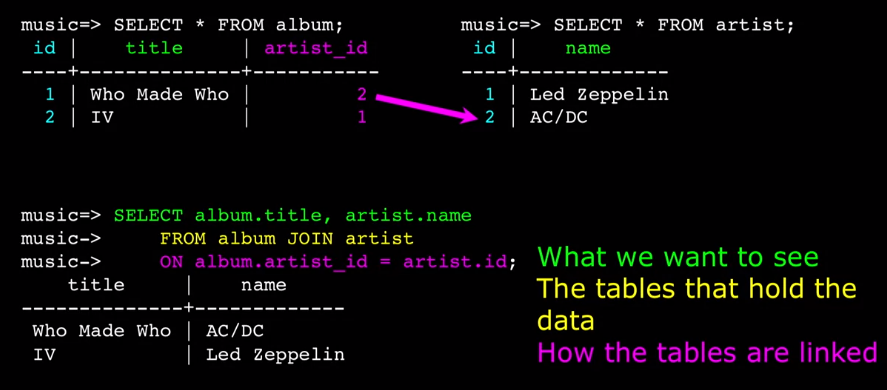 music=> SELECT * FROM album;
id | title | artist_id
----+--------------+-----------
1 | Who Made Who | 2
2 | IV | 1
music=> SELECT * FROM artist;
id | name
----+-------------
1 | Led Zeppelin
2 | AC/DC
music=> SELECT album.title, artist.name
music-> FROM album JOIN artist
music-> ON album.artist_id = artist.id;
title | name
--------------+-------------
Who Made Who | AC/DC
IV | Led Zeppelin
What we want to see
The tables that hold the
data
How the tables are linked